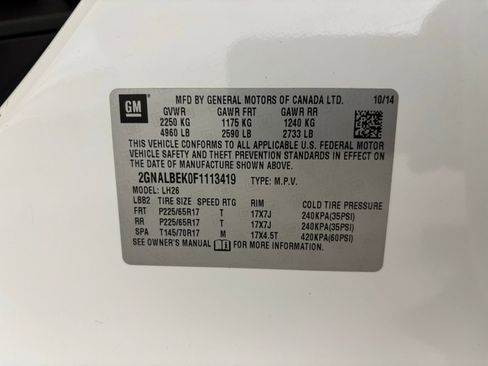 GM
MFD BY GENERAL MOTORS OF CANADA LTD. 10/14
GVWR GAWR FRT GAWR RR
2250 KG 1175 KG 1240 KG
4960 LB 2590 LB 2733 LB
THIS VEHICLE CONFORMS TO ALL APPLICABLE U.S. FEDERAL MOTOR
VEHICLE SAFETY AND THEFT PREVENTION STANDARDS IN EFFECT ON
THE DATE OF MANUFACTURE SHOWN ABOVE.
2GNALBEK0F1113419 TYPE: M.P.V.
MODEL: LH26
LBB2 TIRE SIZE SPEED RTG RIM COLD TIRE PRESSURE
FRT P225/65R17 T 17X7J 240KPA(35PSI)
RR P225/65R17 T 17X7J 240KPA(35PSI)
SPA T145/70R17 M 17X4.5T 420KPA(60PSI)
SEE OWNER'S MANUAL FOR MORE INFORMATION.